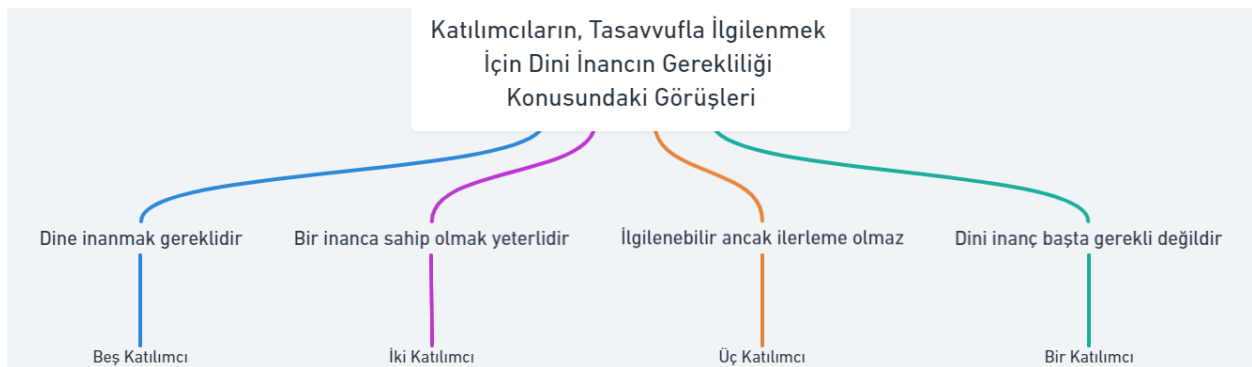 Katılımcıların, Tasavvufla İlgilenmek
İçin Dini İnancın Gerekliliği
Konusundaki Görüşleri
Dine inanmak gereklidir
Bir inanca sahip olmak yeterlidir
İlgilenebilir ancak ilerleme olmaz
Dini inanç başta gerekli değildir
Beş Katılımcı
İki Katılımcı
Üç Katılımcı
Bir Katılımcı